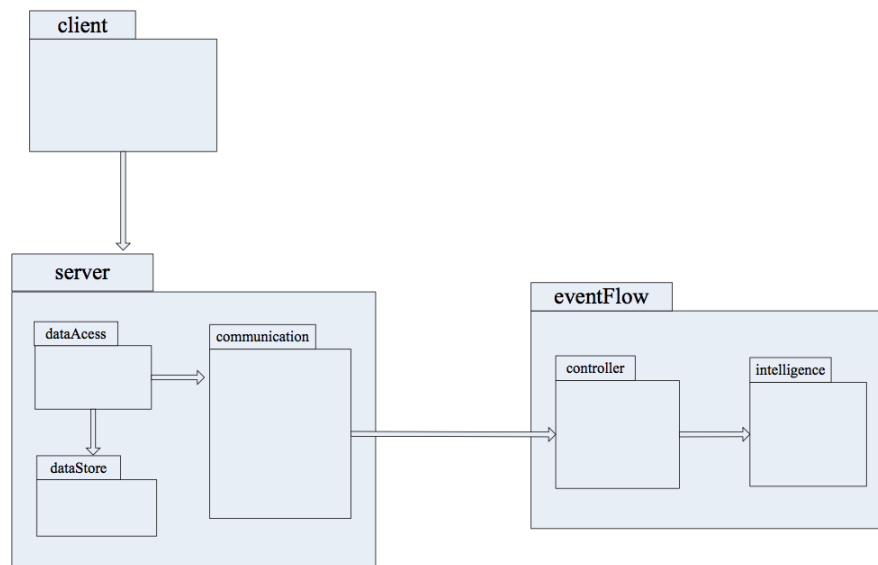 client
server
eventFlow
dataAcess
communication
controller
intelligence
dataStore